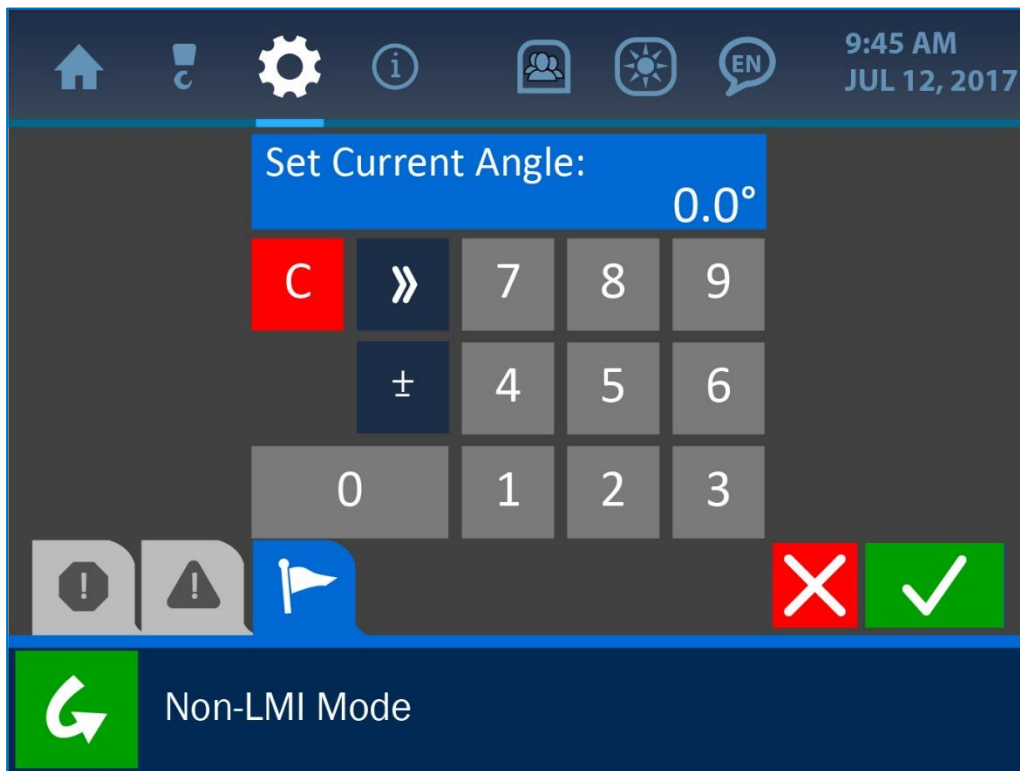 i
EN
9:45 AM
JUL 12, 2017
Set Current Angle:
0.0°
C » 7 8 9
± 4 5 6
0 1 2 3
! !
Non-LMI Mode